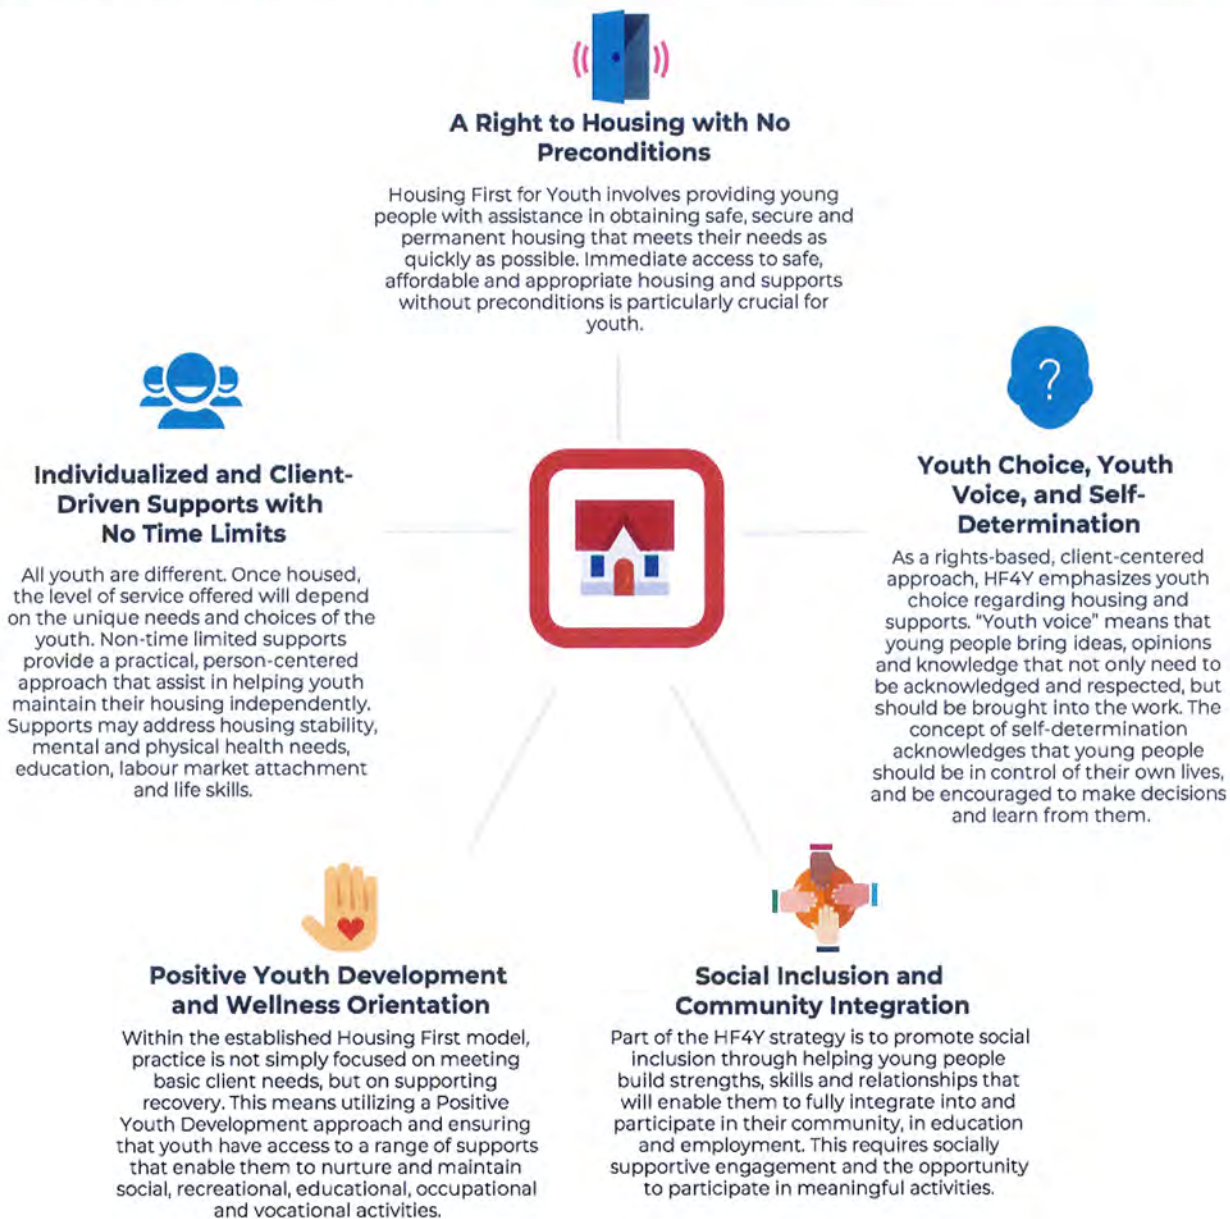 A Right to Housing with No
Preconditions
Housing First for Youth involves providing young
people with assistance in obtaining safe, secure and
permanent housing that meets their needs as
quickly as possible. Immediate access to safe,
affordable and appropriate housing and supports
without preconditions is particularly crucial for
youth.
Individualized and Client-
Driven Supports with
No Time Limits
All youth are different. Once housed,
the level of service offered will depend
on the unique needs and choices of the
youth. Non-time limited supports
provide a practical, person-centered
approach that assist in helping youth
maintain their housing independently.
Supports may address housing stability,
mental and physical health needs,
education, labour market attachment
and life skills.
?
Youth Choice, Youth
Voice, and Self-
Determination
As a rights-based, client-centered
approach, HF4Y emphasizes youth
choice regarding housing and
supports. "Youth voice" means that
young people bring ideas, opinions
and knowledge that not only need to
be acknowledged and respected, but
should be brought into the work. The
concept of self-determination
acknowledges that young people
should be in control of their own lives,
and be encouraged to make decisions
and learn from them.
Positive Youth Development
and Wellness Orientation
Within the established Housing First model,
practice is not simply focused on meeting
basic client needs, but on supporting
recovery. This means utilizing a Positive
Youth Development approach and ensuring
that youth have access to a range of supports
that enable them to nurture and maintain
social, recreational, educational, occupational
and vocational activities.
Social Inclusion and
Community Integration
Part of the HF4Y strategy is to promote social
inclusion through helping young people
build strengths, skills and relationships that
will enable them to fully integrate into and
participate in their community, in education
and employment. This requires socially
supportive engagement and the opportunity
to participate in meaningful activities.